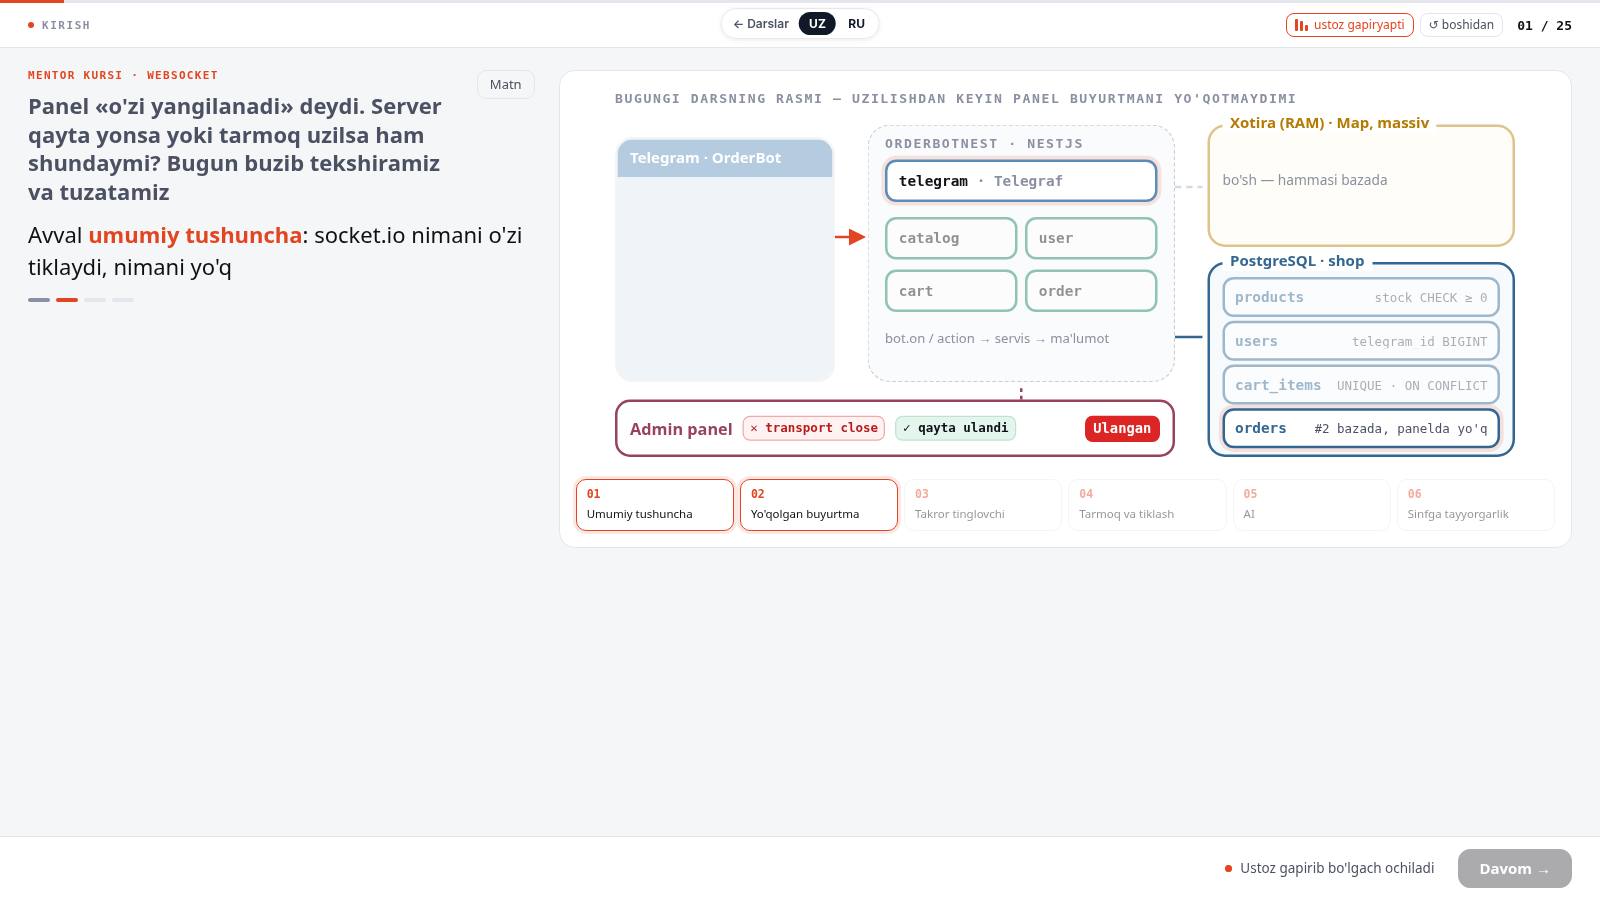 KIRISH
← Darslar UZ RU
ustoz gapiryapti
↺ boshidan
01 / 25
MENTOR KURSI · WEBSOCKET
Matn
Panel «o'zi yangilanadi» deydi. Server
qayta yonsa yoki tarmoq uzilsa ham
shundaymi? Bugun buzib tekshiramiz
va tuzatamiz
Avval umumiy tushuncha: socket.io nimani o'zi
tiklaydi, nimani yo'q
BUGUNGI DARSNING RASMI — UZILISHDAN KEYIN PANEL BUYURTMANI YO'QOTMAYDIMI
Telegram · OrderBot
ORDERBOTNEST · NESTJS
telegram · Telegraf
catalog
user
cart
order
bot.on / action → servis → ma'lumot
Xotira (RAM) · Map, massiv
bo'sh — hammasi bazada
PostgreSQL · shop
products stock CHECK ≥ 0
users telegram_id BIGINT
cart_items UNIQUE · ON CONFLICT
orders #2 bazada, panelda yo'q
Admin panel
✕ transport close
✓ qayta ulandi
Ulangan
01
Umumiy tushuncha
02
Yo'qolgan buyurtma
03
Takror tinglovchi
04
Tarmoq va tiklash
05
AI
06
Sinfga tayyorgarlik
Ustoz gapirib bo'lgach ochiladi
Davom →